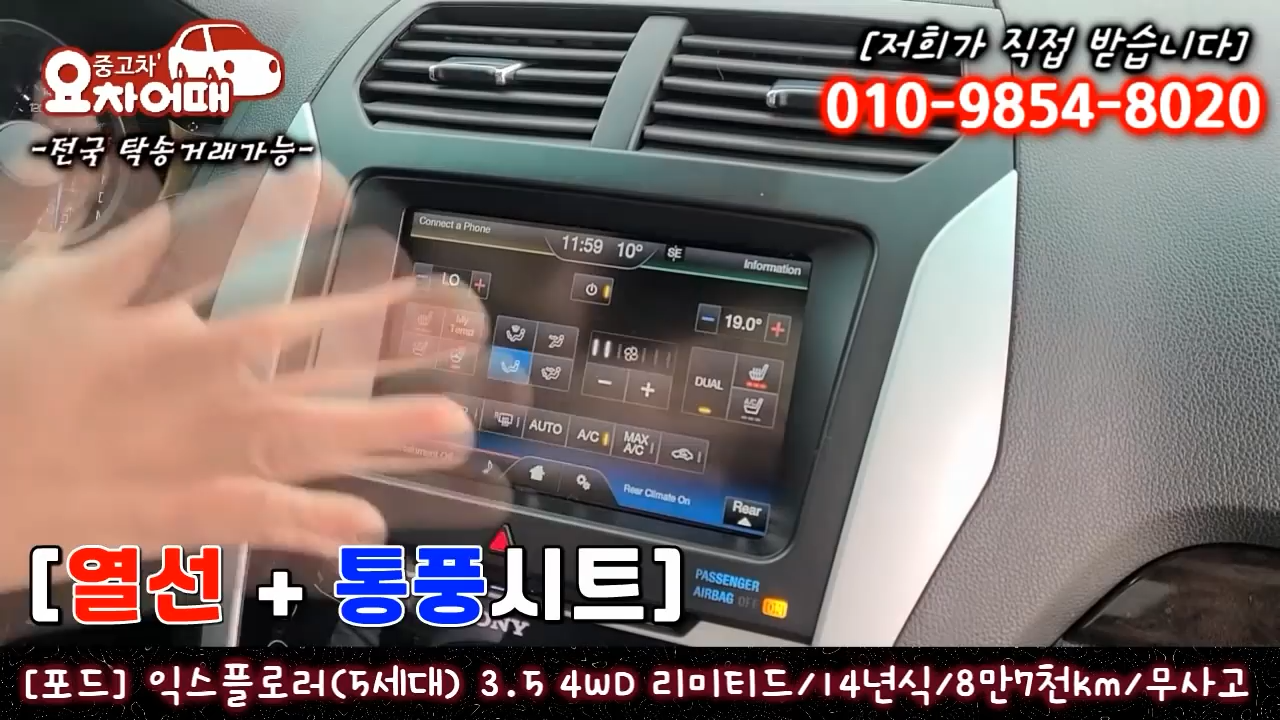 중고차'
요차어때
-전국 탁송거래가능-
[저희가 직접 받습니다]
010-9854-8020
Connect a Phone
11:59 10°
Information
LO
19.0°
My Temp
DUAL
AUTO
A/C
MAX A/C
Rear Climate On
Rear
[열선 + 통풍시트]
PASSENGER
AIRBAG OFF ON
[포드] 익스플로러(5세대) 3.5 4WD 리미티드/14년식/8만7천km/무사고